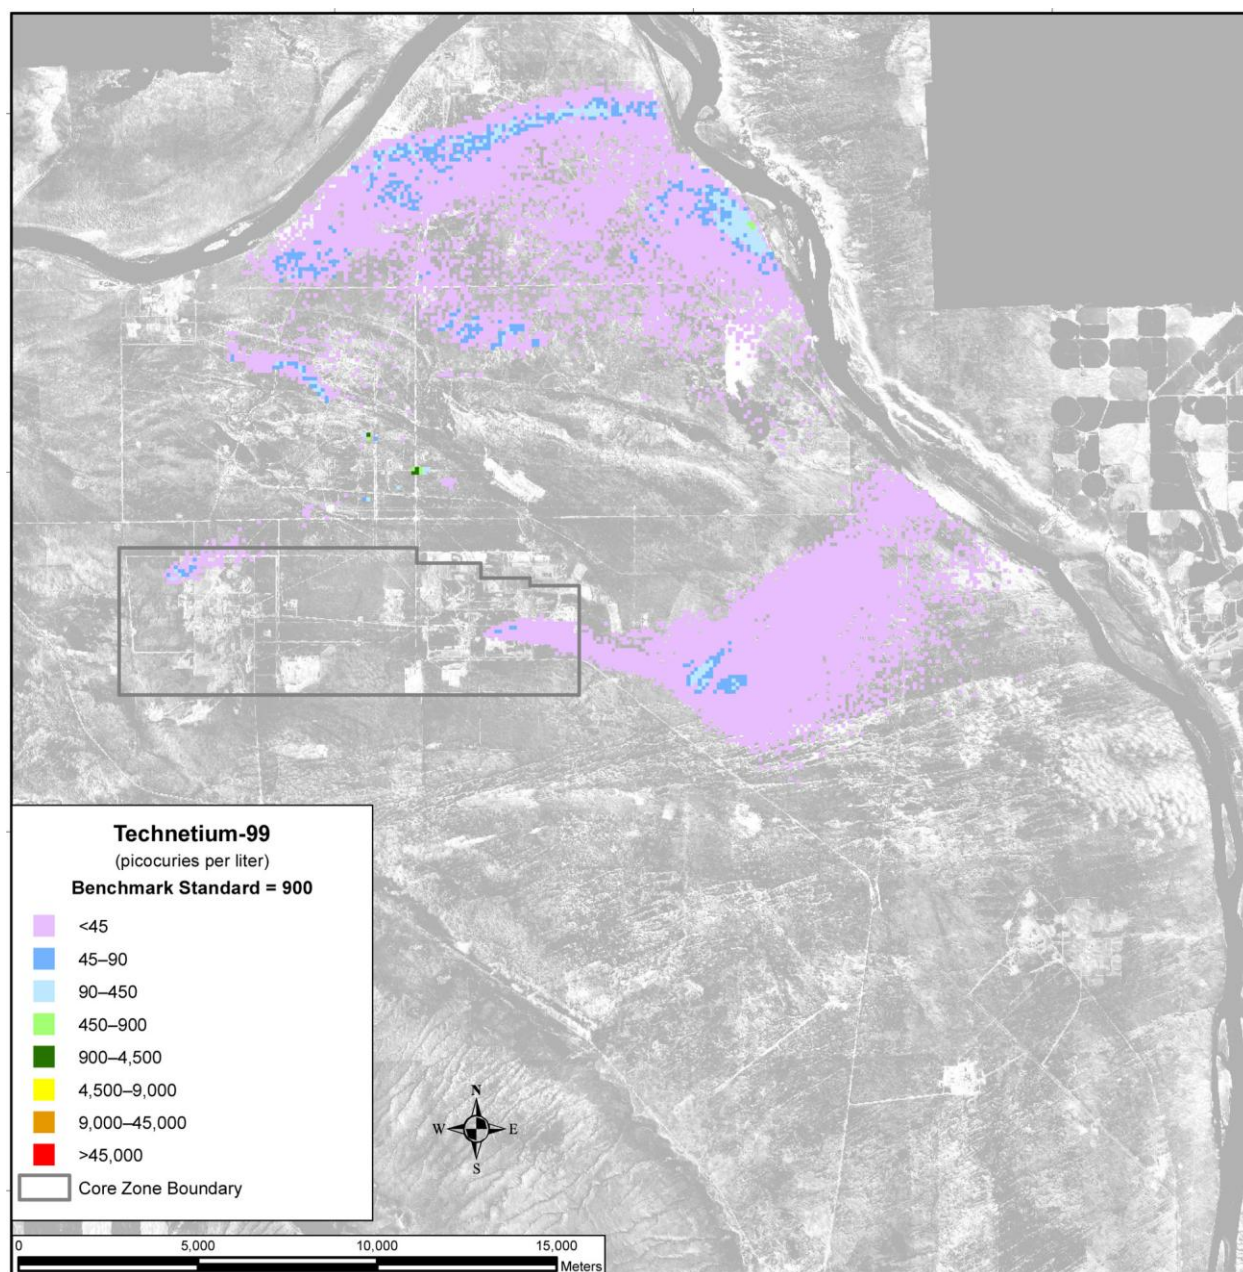 Technetium-99
(picocuries per liter)
Benchmark Standard = 900
<45
45–90
90–450
450–900
900–4,500
4,500–9,000
9,000–45,000
>45,000
Core Zone Boundary
N
W E
S
0 5,000 10,000 15,000
Meters